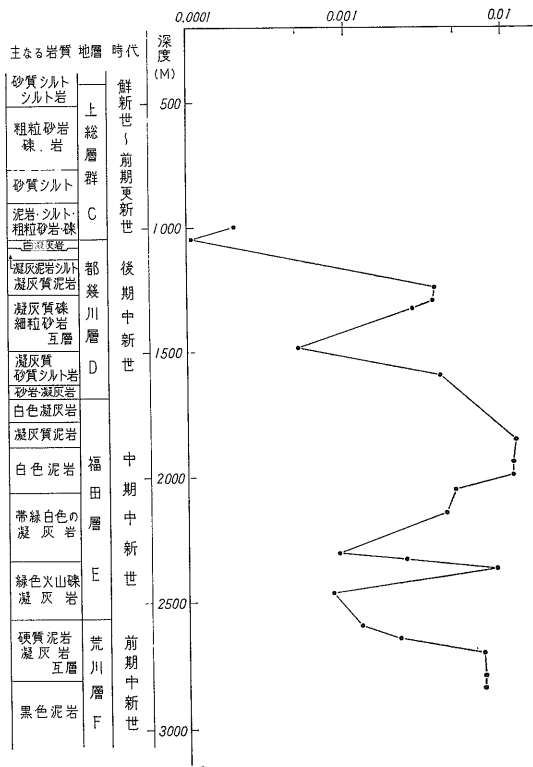 0.0001 0.001 0.01
主なる岩質 地層 時代 深度(M)
砂質シルト
シルト岩
粗粒砂岩
礫.岩
砂質シルト
泥岩・シルト・
粗粒砂岩・礫
白凝灰岩
凝灰泥岩シルト
凝灰質泥岩
凝灰質礫
細粒砂岩
互層
凝灰質
砂質シルト岩
砂岩・凝灰岩
白色凝灰岩
凝灰質泥岩
白色泥岩
帯緑白色の
凝灰岩
緑色火山礫
凝灰岩
硬質泥岩
凝灰岩
互層
黒色泥岩
上総層群 C
都幾川層 D
福田層 E
荒川層 F
鮮新世~前期更新世
後期中新世
中期中新世
前期中新世
500
1000
1500
2000
2500
3000